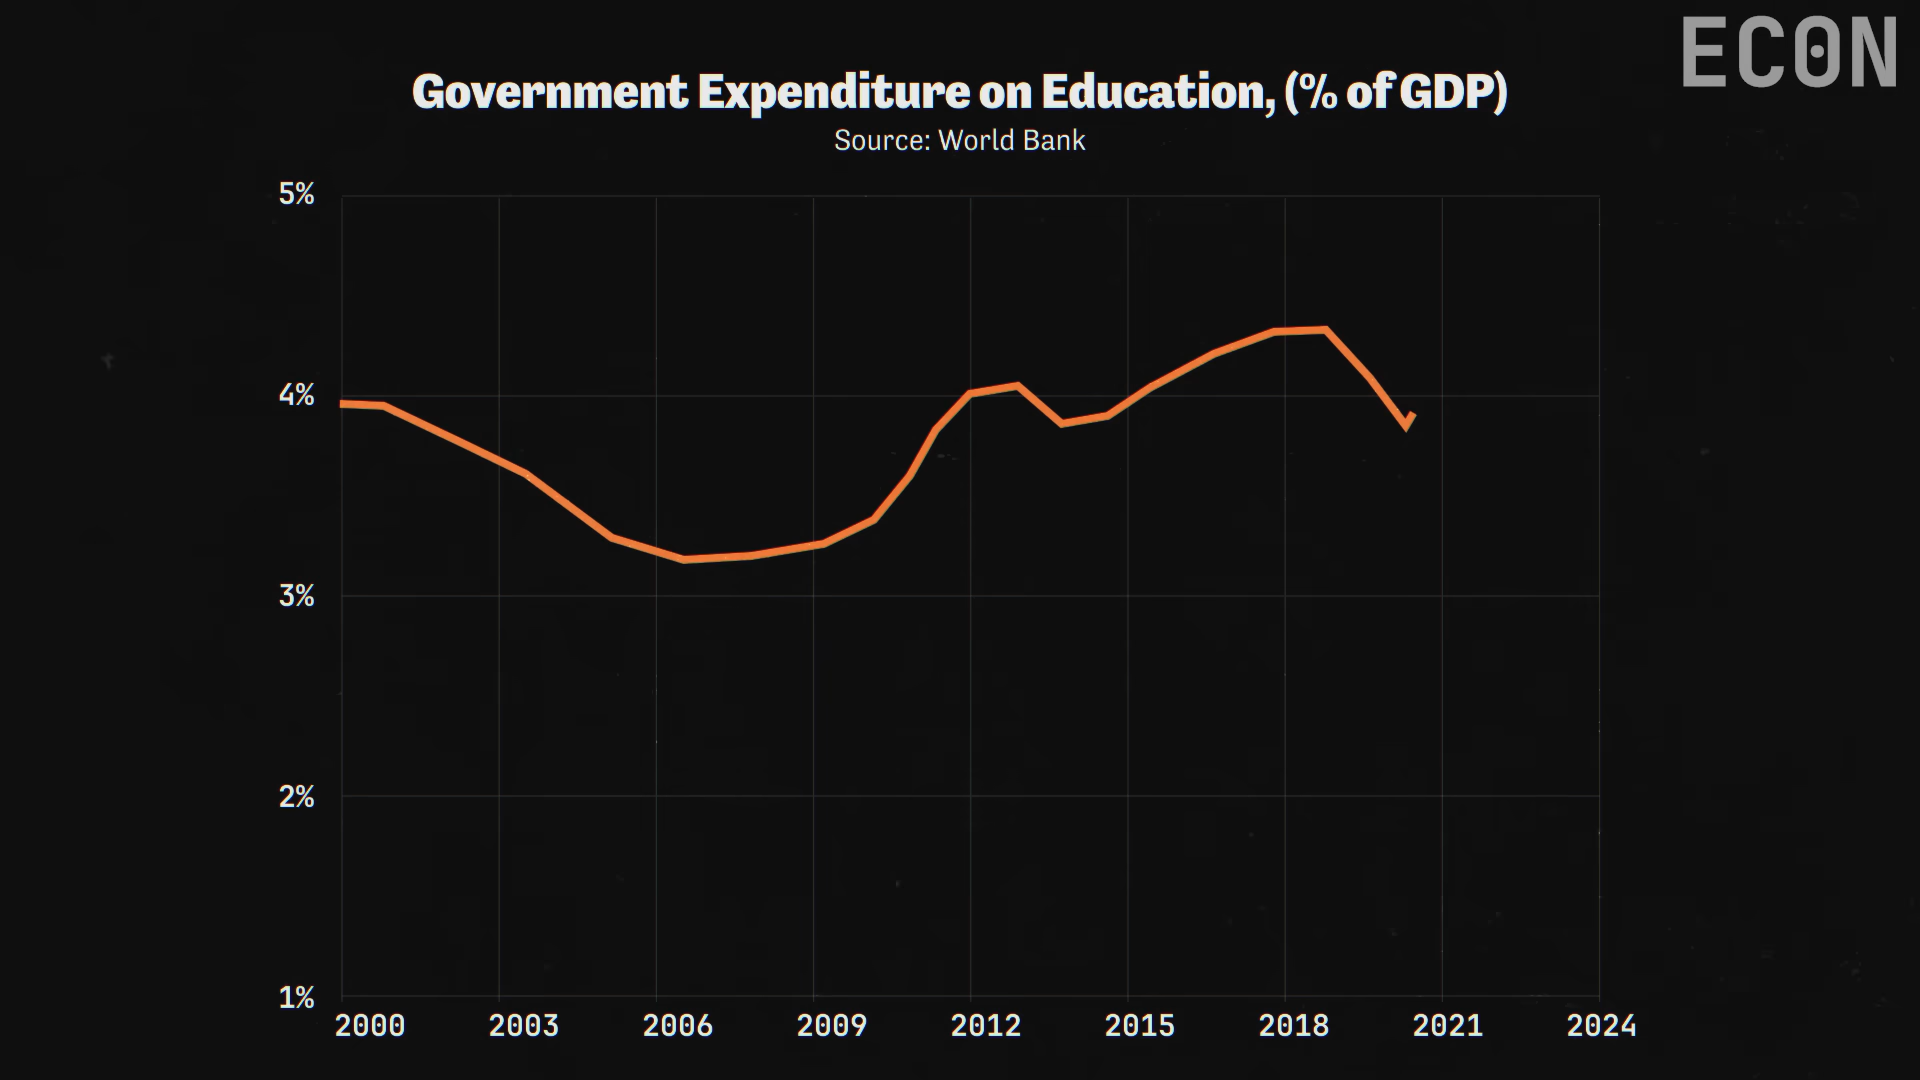 ECON
Government Expenditure on Education, (% of GDP)
Source: World Bank
5%
4%
3%
2%
1%
2000 2003 2006 2009 2012 2015 2018 2021 2024